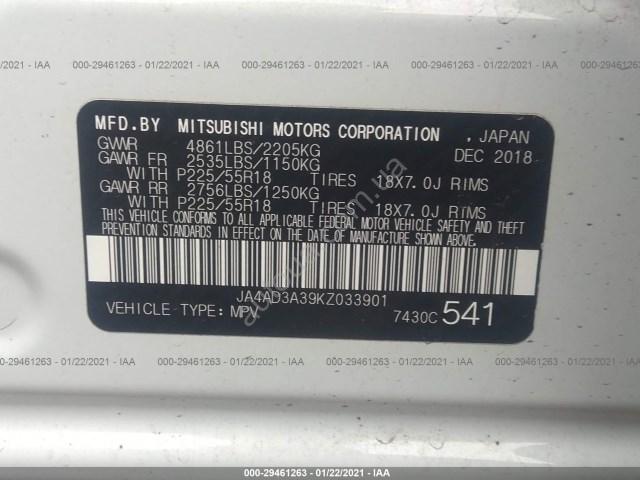 000-29461263 - 01/22/2021 - IAA
MFD.BY MITSUBISHI MOTORS CORPORATION . JAPAN
GVWR 4861LBS/2205KG DEC 2018
GAWR FR 2535LBS/1150KG
WITH P225/55R18 TIRES 18X7.0J RIMS
GAWR RR 2756LBS/1250KG
WITH P225/55R18 TIRES 18X7.0J RIMS
THIS VEHICLE CONFORMS TO ALL APPLICABLE FEDERAL MOTOR VEHICLE SAFETY AND THEFT
PREVENTION STANDARDS IN EFFECT ON THE DATE OF MANUFACTURE SHOWN ABOVE.
JA4AD3A39KZ033901
VEHICLE TYPE: MPV 7430C 541
000-29461263 - 01/22/2021 - IAA
000-29461263 - 01/22/2021 - IAA